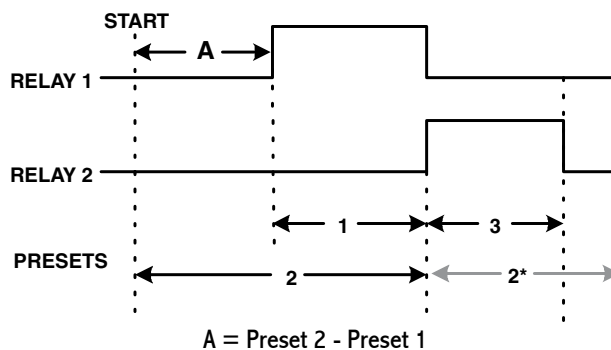 START
A
RELAY 1
RELAY 2
1
3
PRESETS
2
2*
A = Preset 2 - Preset 1